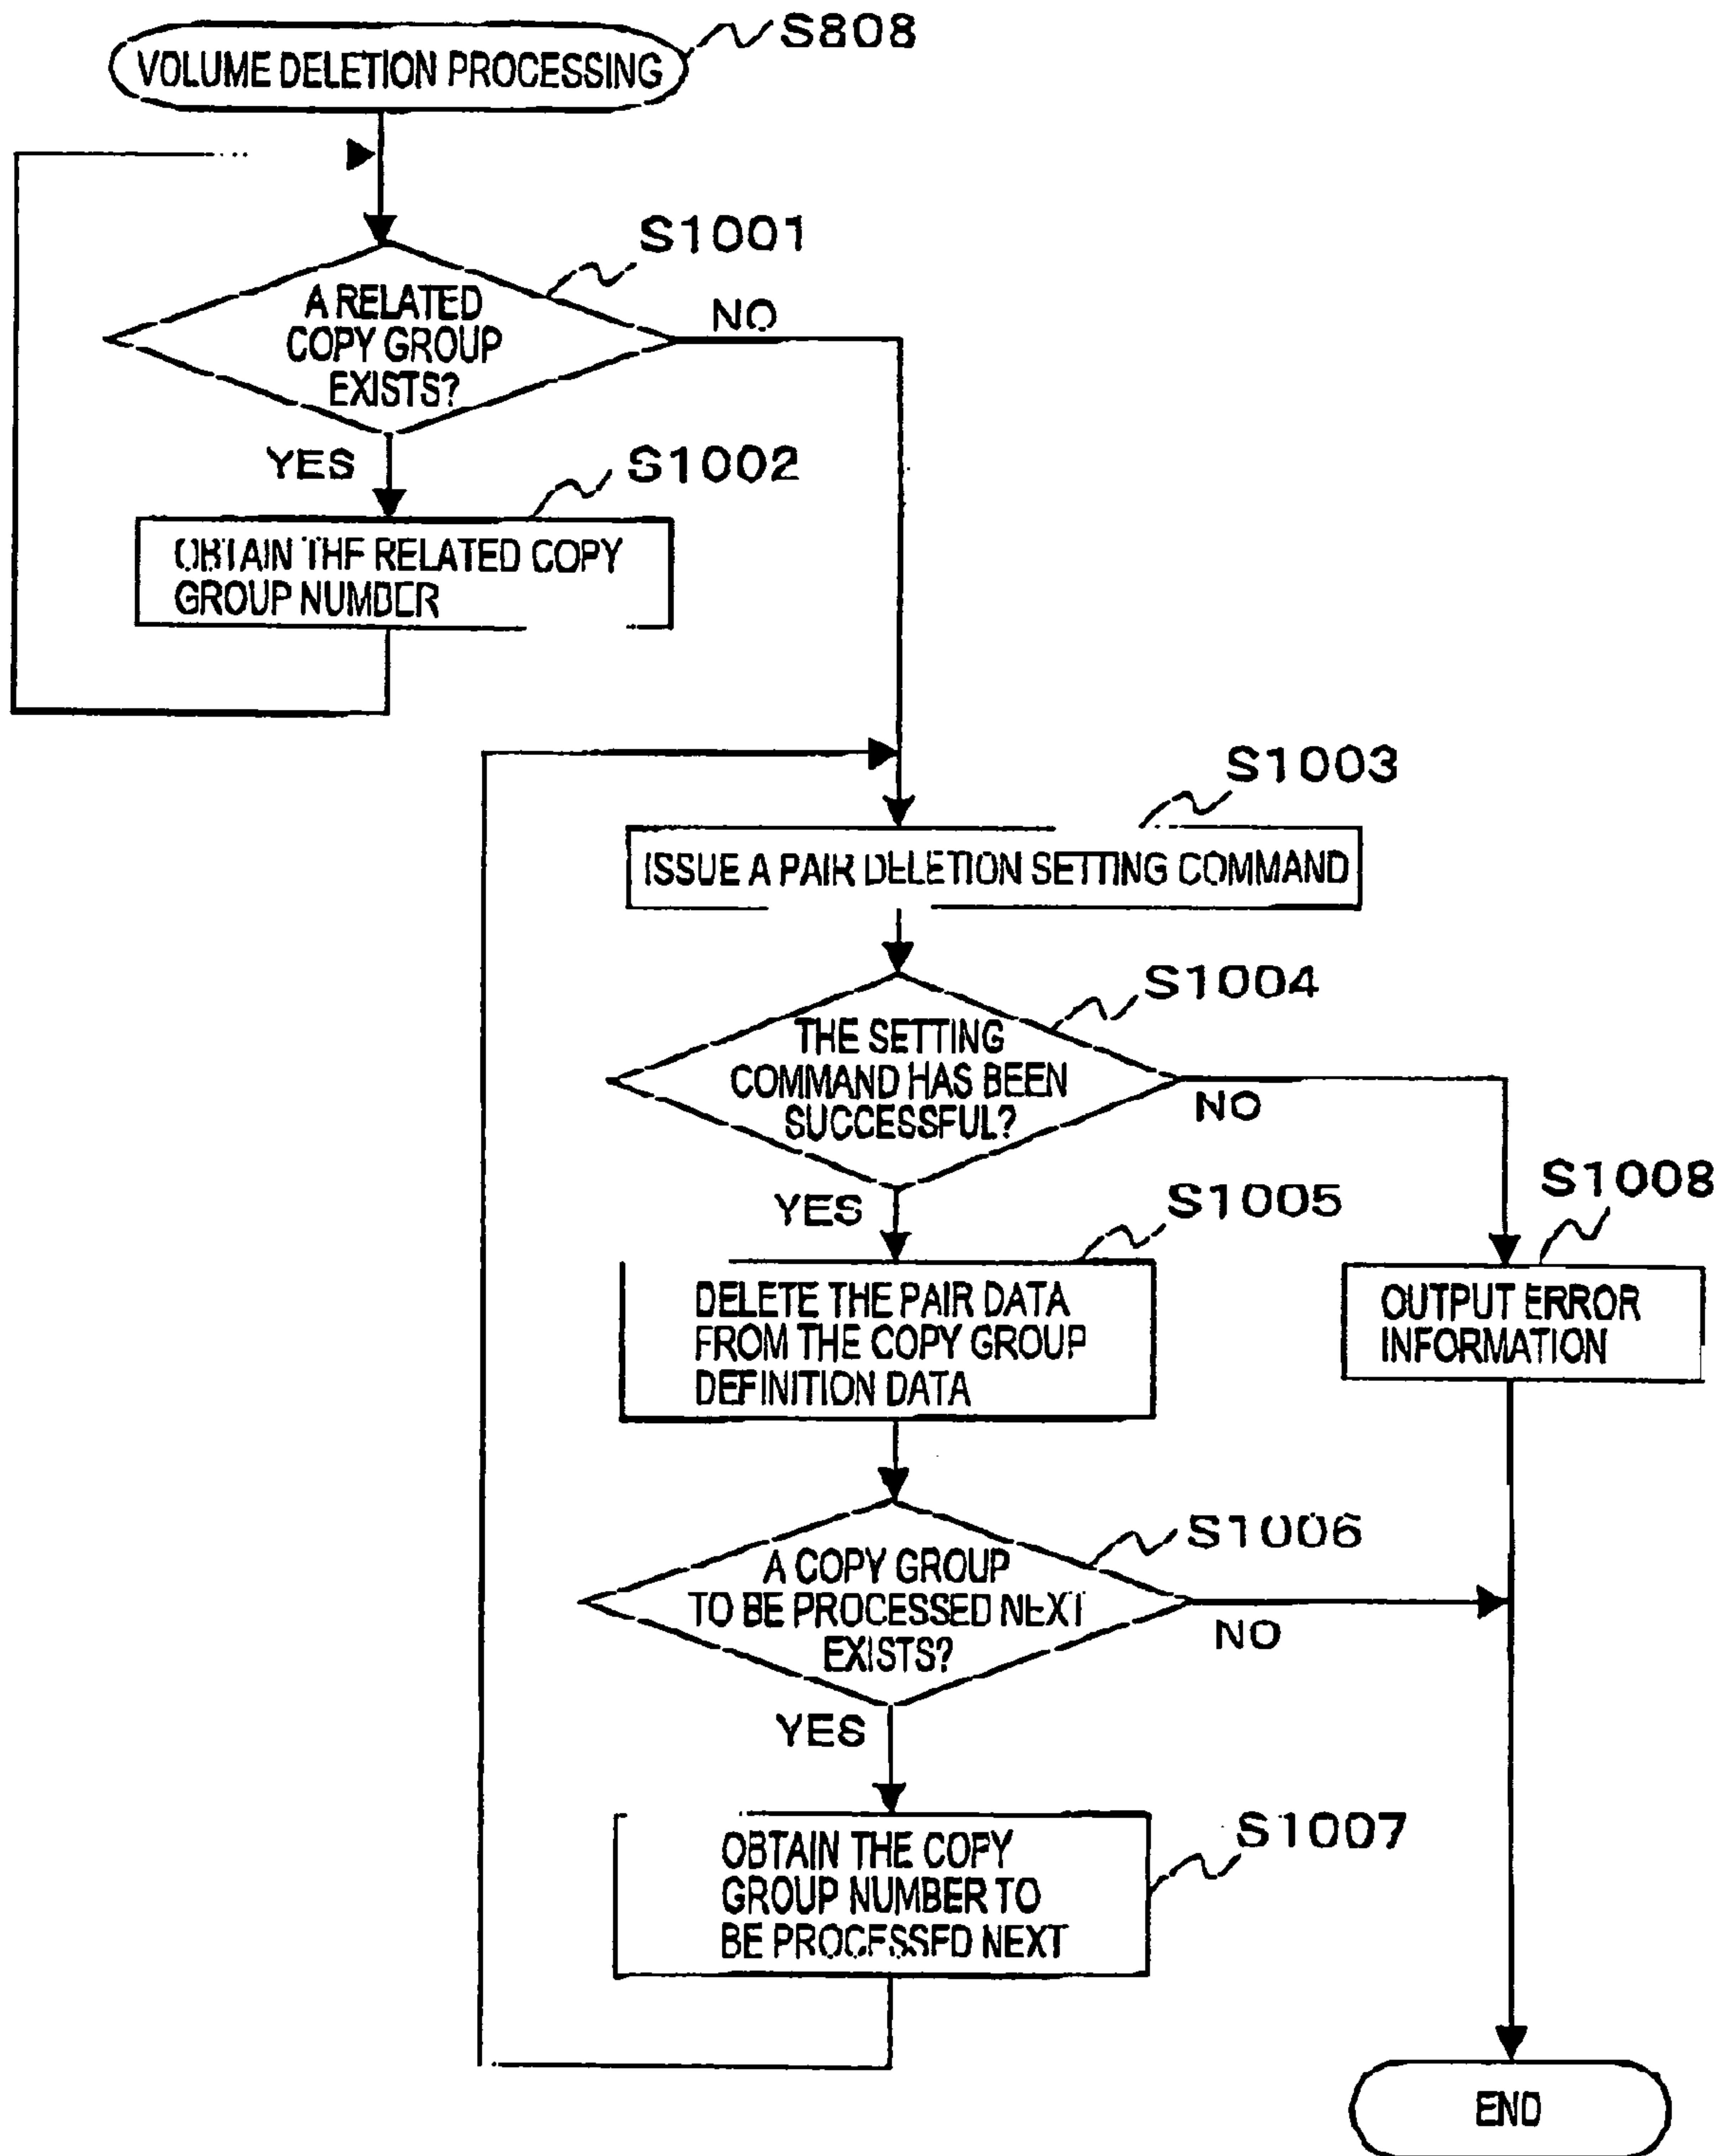 S808
VOLUME DELETION PROCESSING
S1001
A RELATED
COPY GROUP
EXISTS?
NO
YES
S1002
OBTAIN THE RELATED COPY
GROUP NUMBER
S1003
ISSUE A PAIR DELETION SETTING COMMAND
S1004
THE SETTING
COMMAND HAS BEEN
SUCCESSFUL?
NO
YES
S1005
S1008
DELETE THE PAIR DATA
FROM THE COPY GROUP
DEFINITION DATA
OUTPUT ERROR
INFORMATION
S1006
A COPY GROUP
TO BE PROCESSED NEXT
EXISTS?
NO
YES
S1007
OBTAIN THE COPY
GROUP NUMBER TO
BE PROCESSED NEXT
END